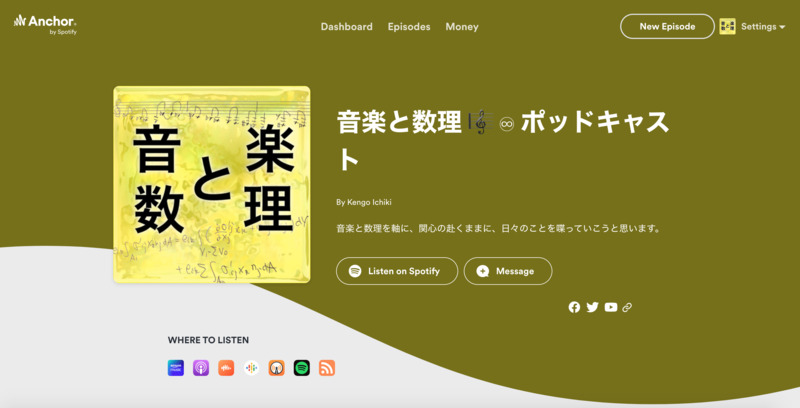 Anchor
by Spotify
Dashboard
Episodes
Money
New Episode
Settings
音楽
と
数理
音楽と数理🎼♾ポッドキャス
ト
By Kengo Ichiki
音楽と数理を軸に、関心の赴くままに、日々のことを喋っていこうと思います。
Listen on Spotify
Message
WHERE TO LISTEN
amazon
music